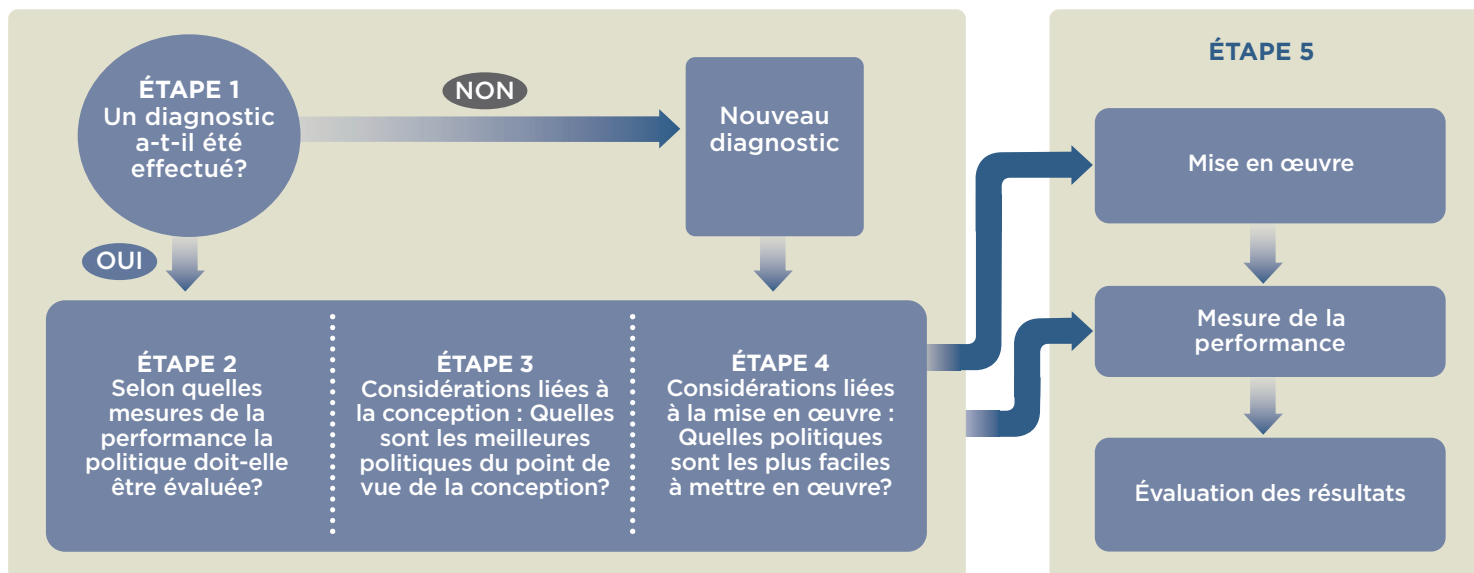 ÉTAPE 1
Un diagnostic
a-t-il été
effectué?
NON
Nouveau
diagnostic
OUI
ÉTAPE 2
Selon quelles
mesures de la
performance la
politique doit-elle
être évaluée?
ÉTAPE 3
Considérations liées à
la conception : Quelles
sont les meilleures
politiques du point de
vue de la conception?
ÉTAPE 4
Considérations liées
à la mise en œuvre :
Quelles politiques
sont les plus faciles
à mettre en œuvre?
ÉTAPE 5
Mise en œuvre
Mesure de la
performance
Évaluation des résultats